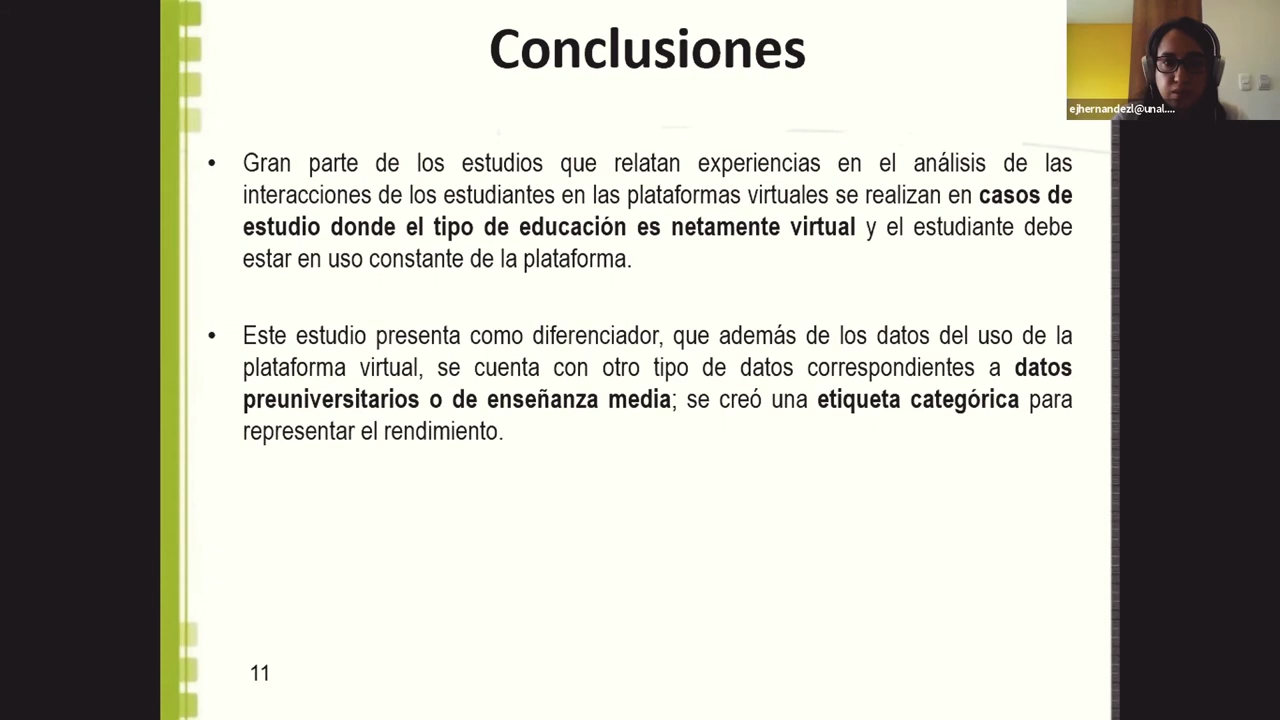 Conclusiones
ejhernandezl@unal....
• Gran parte de los estudios que relatan experiencias en el análisis de las
interacciones de los estudiantes en las plataformas virtuales se realizan en casos de
estudio donde el tipo de educación es netamente virtual y el estudiante debe
estar en uso constante de la plataforma.
• Este estudio presenta como diferenciador, que además de los datos del uso de la
plataforma virtual, se cuenta con otro tipo de datos correspondientes a datos
preuniversitarios o de enseñanza media; se creó una etiqueta categórica para
representar el rendimiento.
11